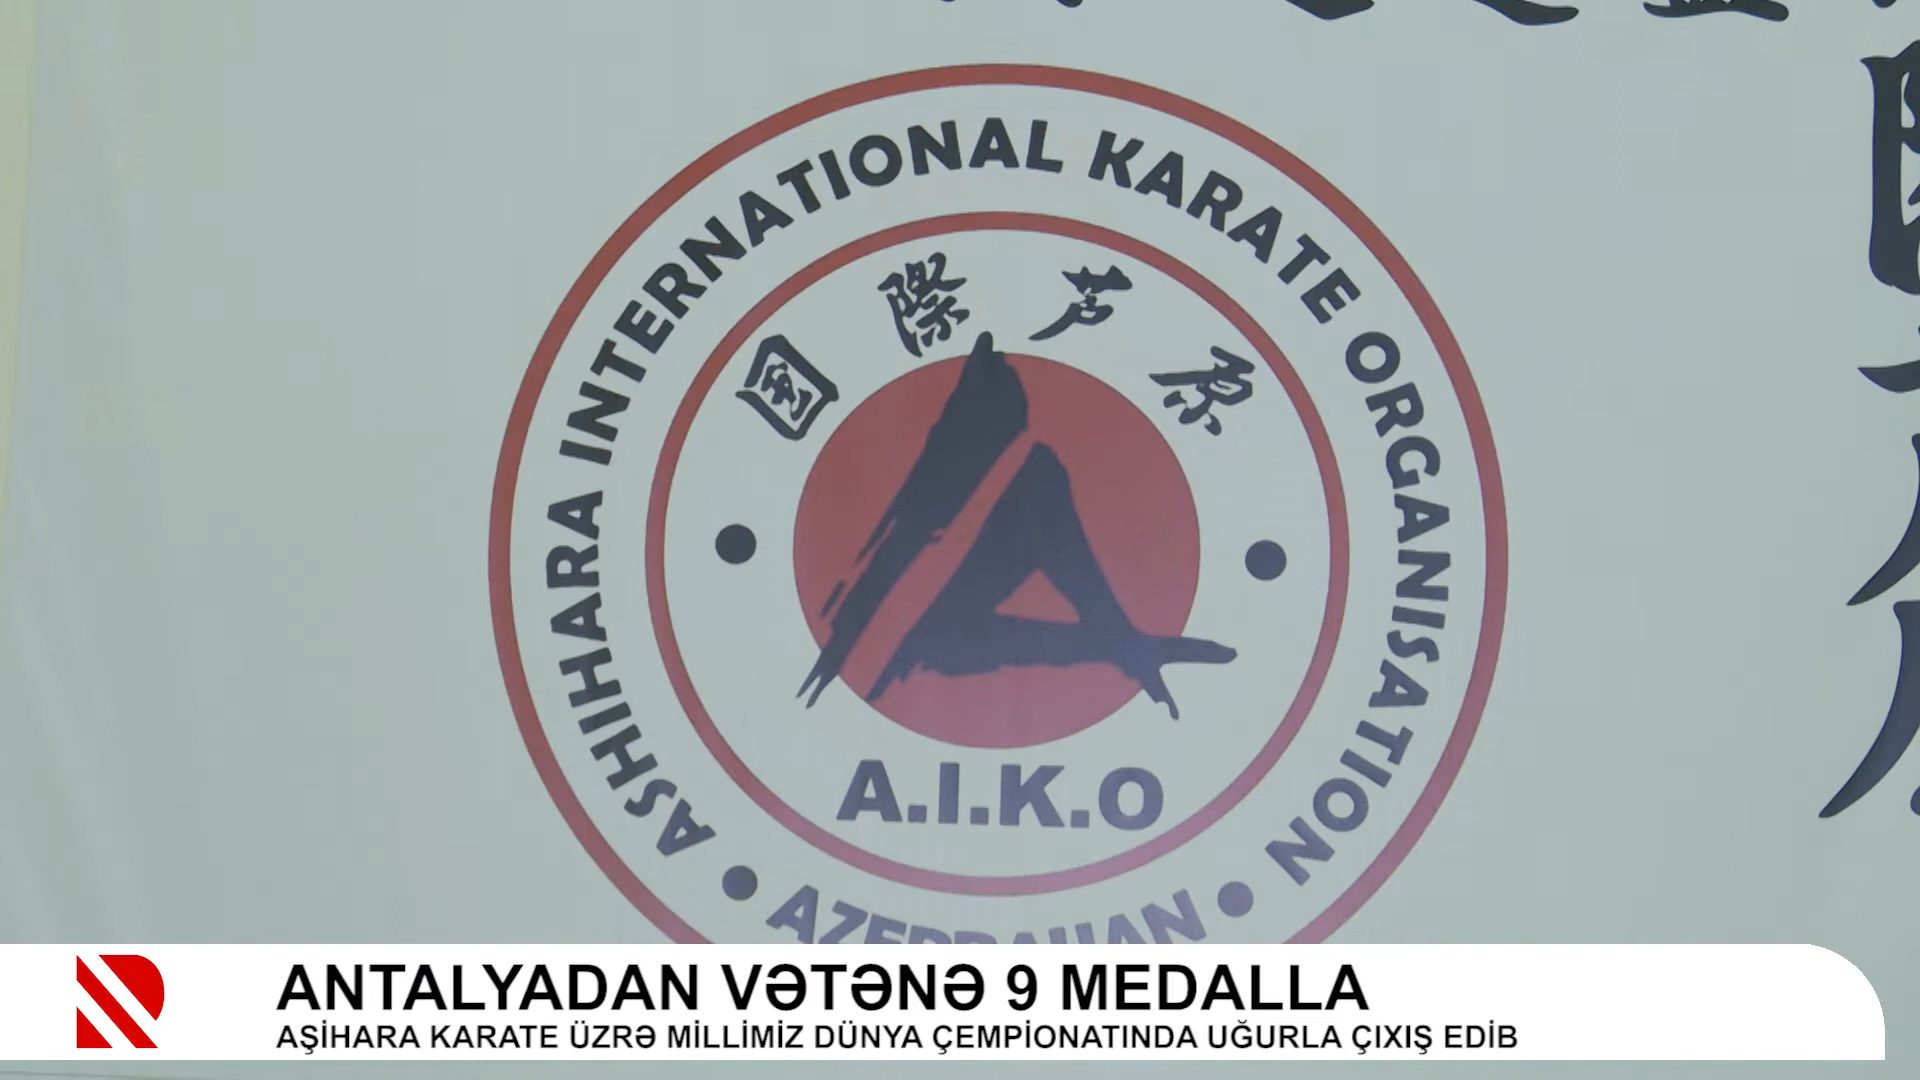 ASHIHARA INTERNATIONAL KARATE ORGANISATION
国際芦原
A.I.K.O
AZERBAIJAN
ANTALYADAN VƏTƏNƏ 9 MEDALLA
AŞİHARA KARATE ÜZRƏ MİLLİMİZ DÜNYA ÇEMPİONATINDA UĞURLA ÇIXIŞ EDİB